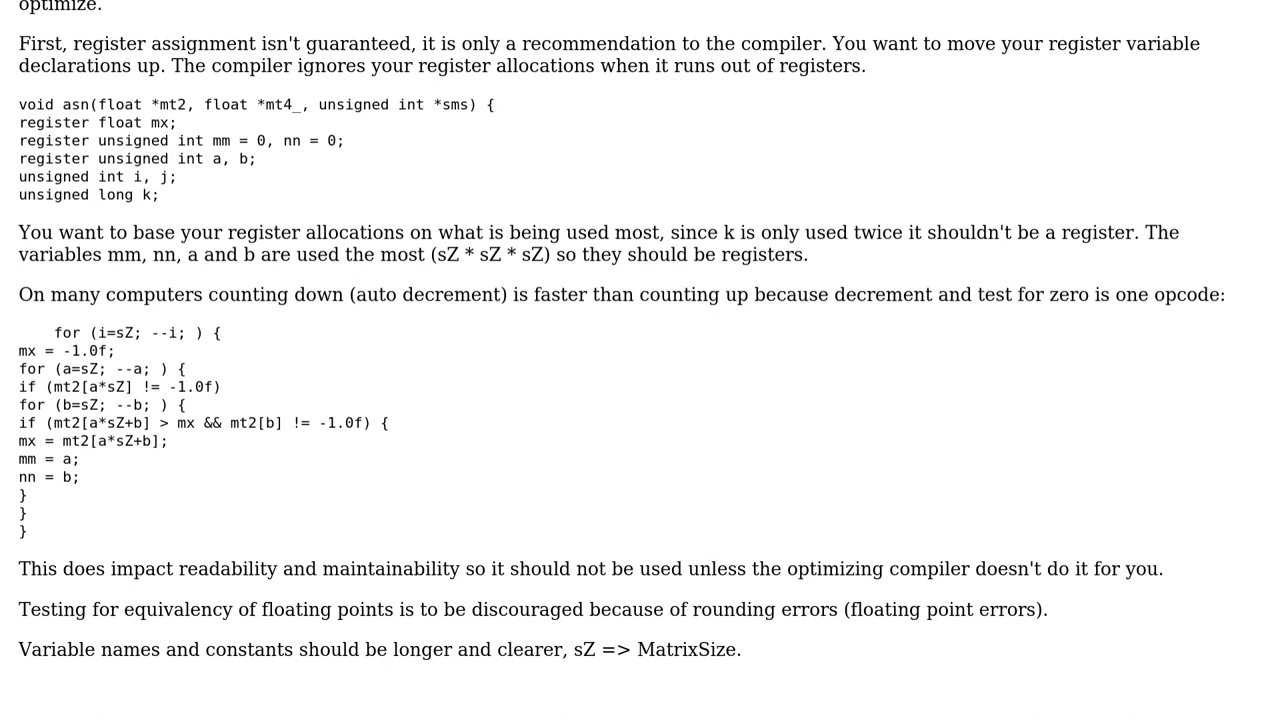 optimize.
First, register assignment isn't guaranteed, it is only a recommendation to the compiler. You want to move your register variable
declarations up. The compiler ignores your register allocations when it runs out of registers.
void asn(float *mt2, float *mt4_, unsigned int *sms) {
register float mx;
register unsigned int mm = 0, nn = 0;
register unsigned int a, b;
unsigned int i, j;
unsigned long k;
You want to base your register allocations on what is being used most, since k is only used twice it shouldn't be a register. The
variables mm, nn, a and b are used the most (sZ * sZ * sZ) so they should be registers.
On many computers counting down (auto decrement) is faster than counting up because decrement and test for zero is one opcode:
    for (i=sZ; --i; ) {
mx = -1.0f;
for (a=sZ; --a; ) {
if (mt2[a*sZ] != -1.0f)
for (b=sZ; --b; ) {
if (mt2[a*sZ+b] > mx && mt2[b] != -1.0f) {
mx = mt2[a*sZ+b];
mm = a;
nn = b;
}
}
}
This does impact readability and maintainability so it should not be used unless the optimizing compiler doesn't do it for you.
Testing for equivalency of floating points is to be discouraged because of rounding errors (floating point errors).
Variable names and constants should be longer and clearer, sZ => MatrixSize.